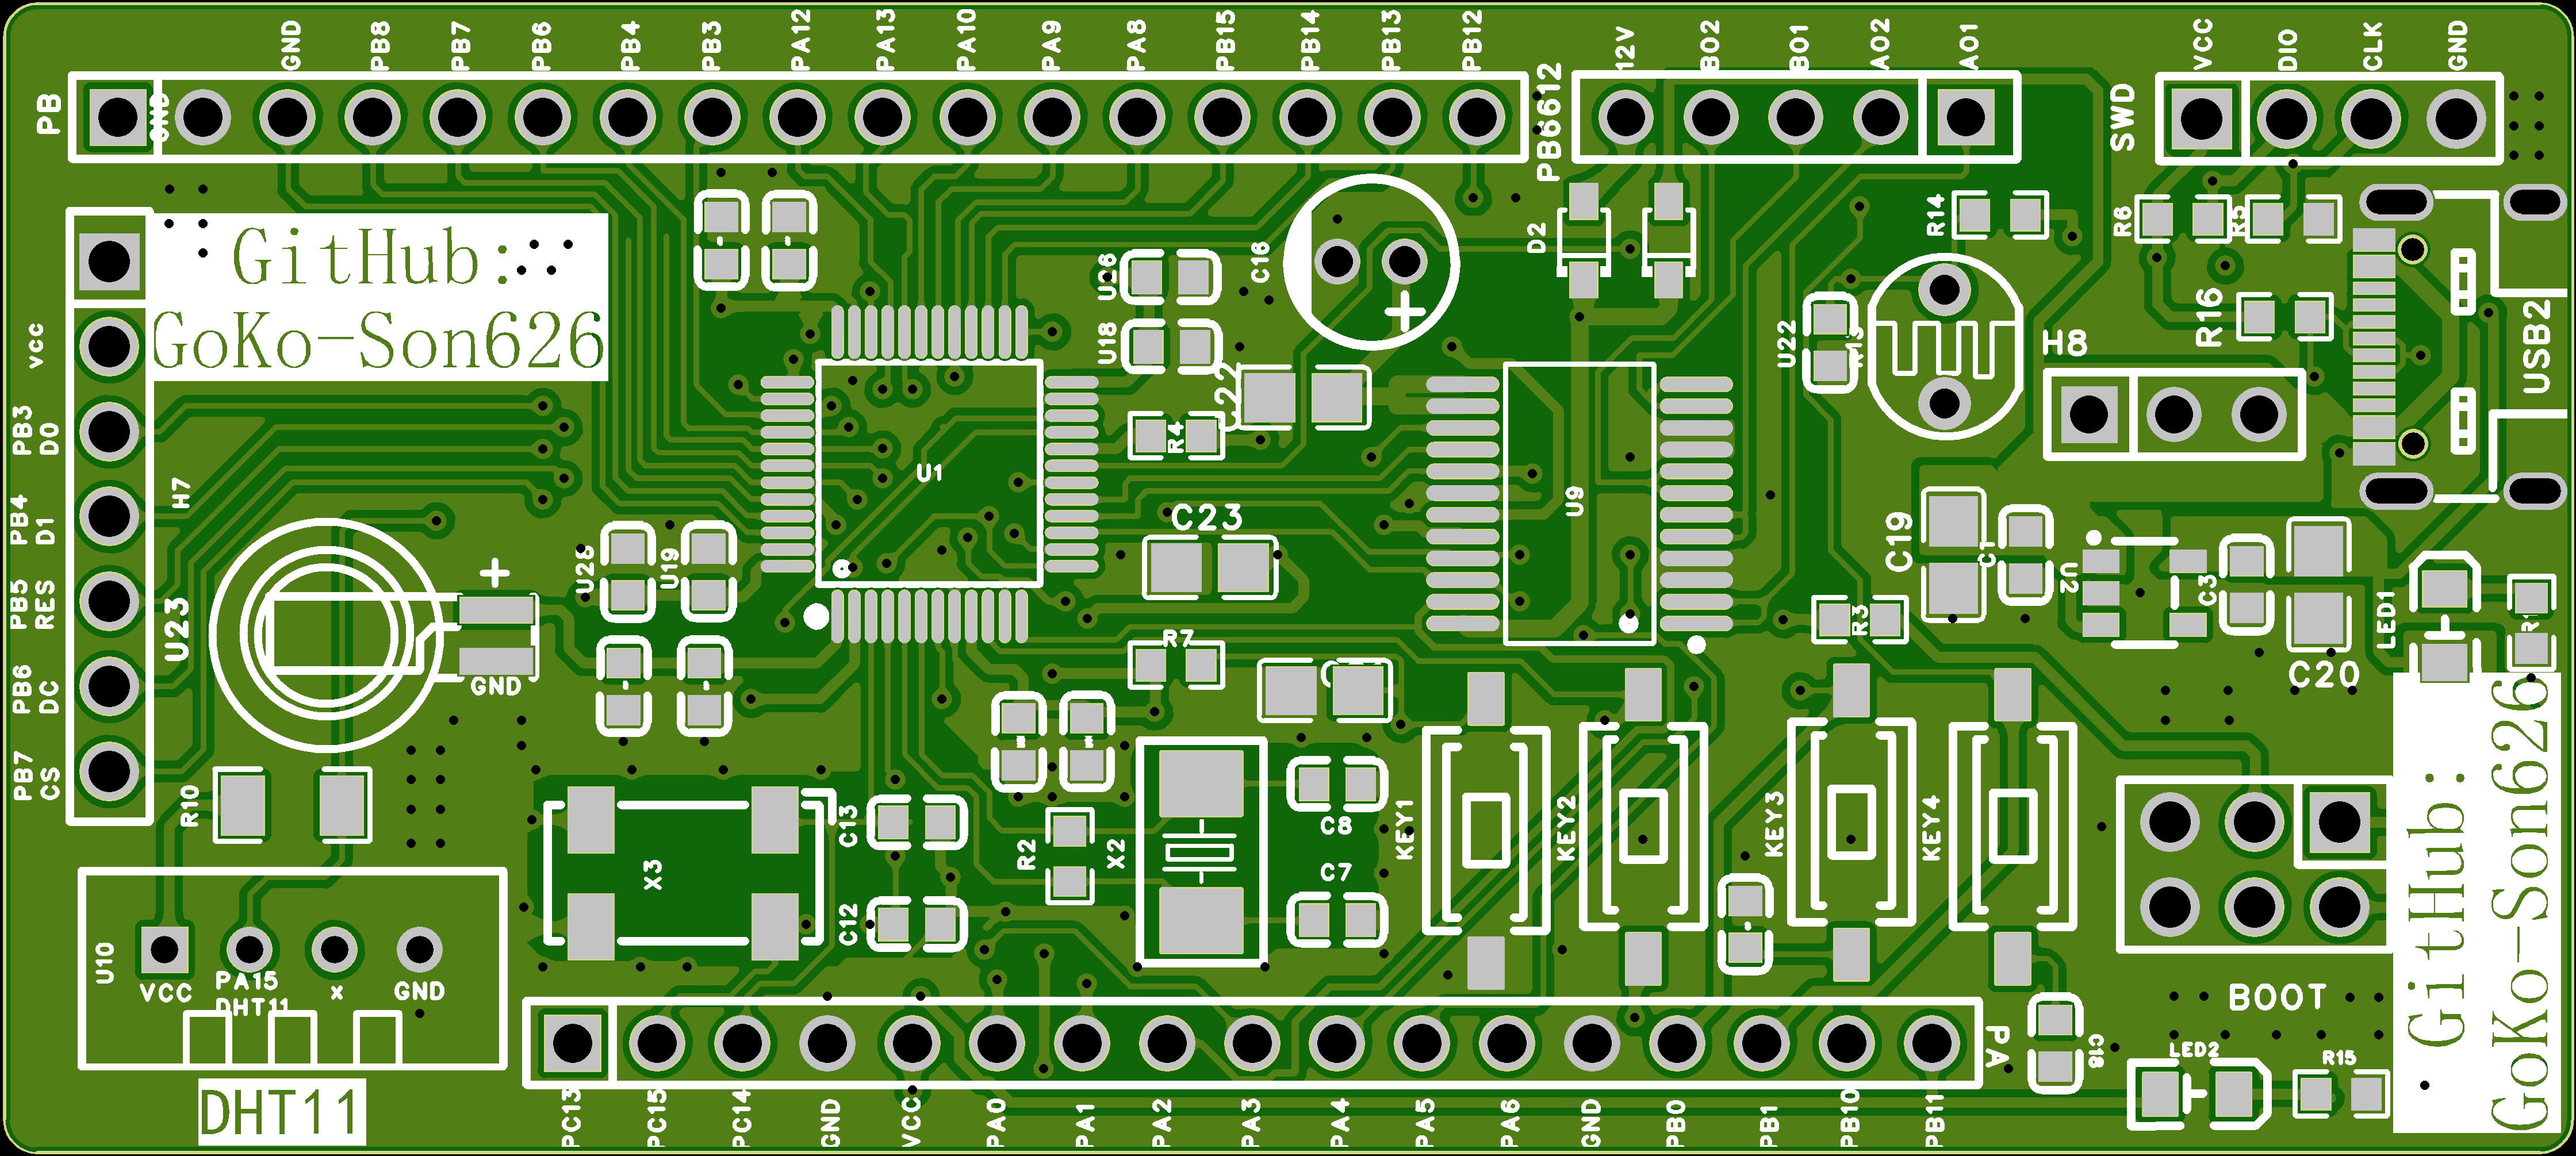 GND
PB8
PB7
PB6
PB4
PB3
PA12
PA13
PA10
PA9
PA8
PB15
PB14
PB13
PB12
12V
BO2
BO1
AO2
AO1
VCC
DIO
CLK
GND
PB
GND
PB6612
SWD
GitHub:
GoKo-Son626
vcc
PB3
D0
PB4
D1
PB5
RES
PB6
DC
PB7
CS
H7
U23
+
GND
R10
U10
VCC
PA15
DHT11
x
GND
DHT11
U19
U1
U26
U18
R4
C22
C23
R7
+
D2
U9
R14
U22
R13
H8
R6
R5
R16
USB2
C19
C1
U2
C3
C20
LED1
R3
X3
C13
C12
R2
X2
C8
C7
KEY1
KEY2
KEY3
KEY4
BOOT
LED2
R15
GitHub:
GoKo-Son626
PA
PC13
PC15
PC14
GND
VCC
PA0
PA1
PA2
PA3
PA4
PA5
PA6
GND
PB0
PB1
PB10
PB11